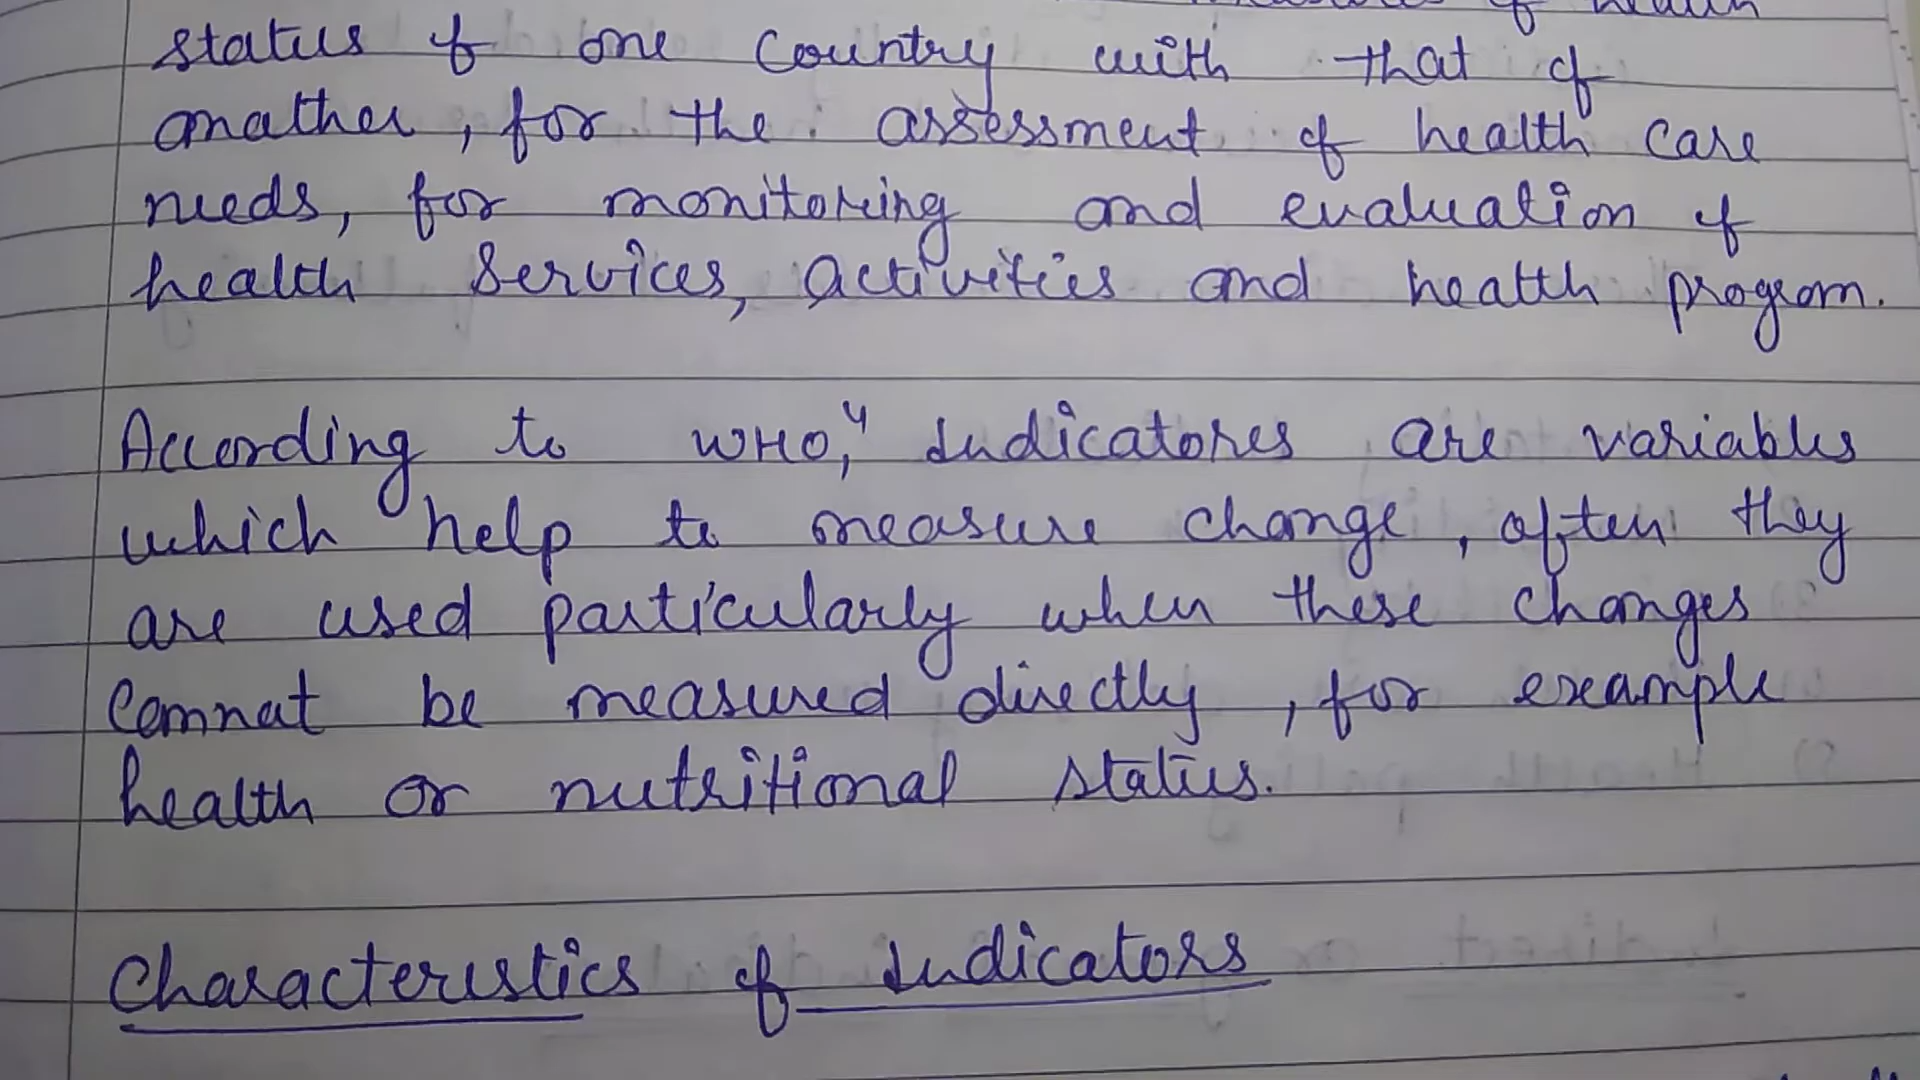 of health
status of one Country with that of
another, for the assessment of health care
needs, for monitoring and evaluation of
health Services, activities and health program.
According to WHO," Indicatores are variables
which help to measure change, often they
are used particularly when these changes
Cannat be measured directly, for example
health or nutritional status.
Characteristics of Indicators